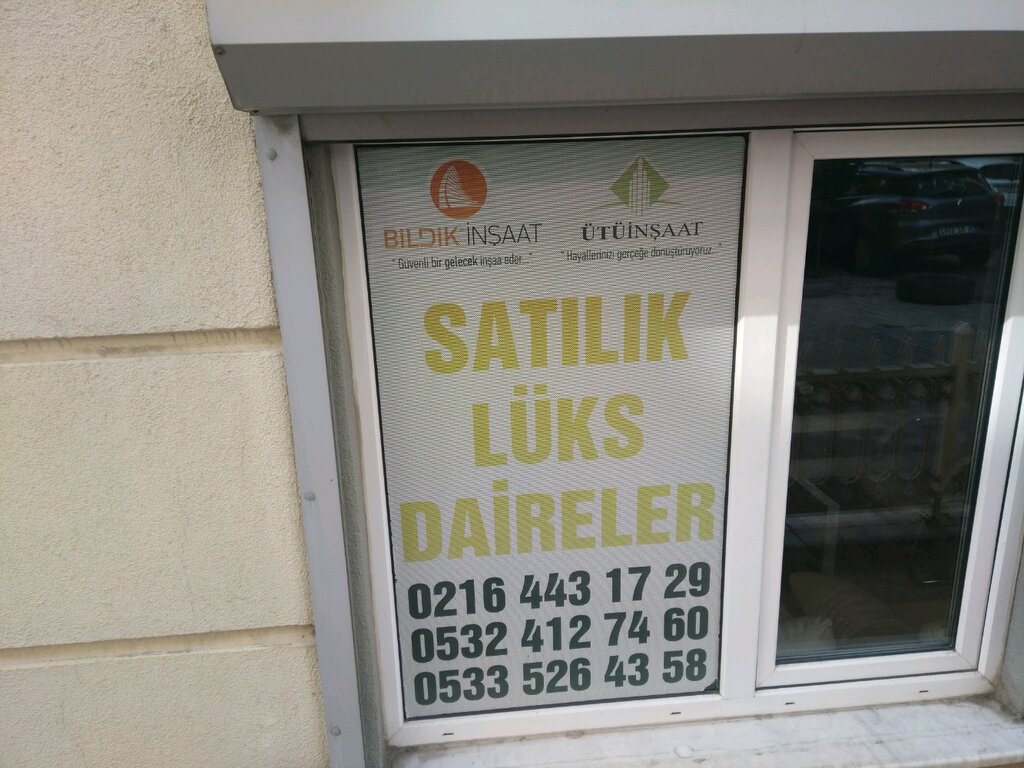 BILDIK İNŞAAT
"Güvenli bir gelecek inşaa eder..."
ÜTÜİNŞAAT
"Hayallerinizi gerçeğe dönüştürüyoruz..."
SATILIK
LÜKS
DAİRELER
0216 443 17 29
0532 412 74 60
0533 526 43 58